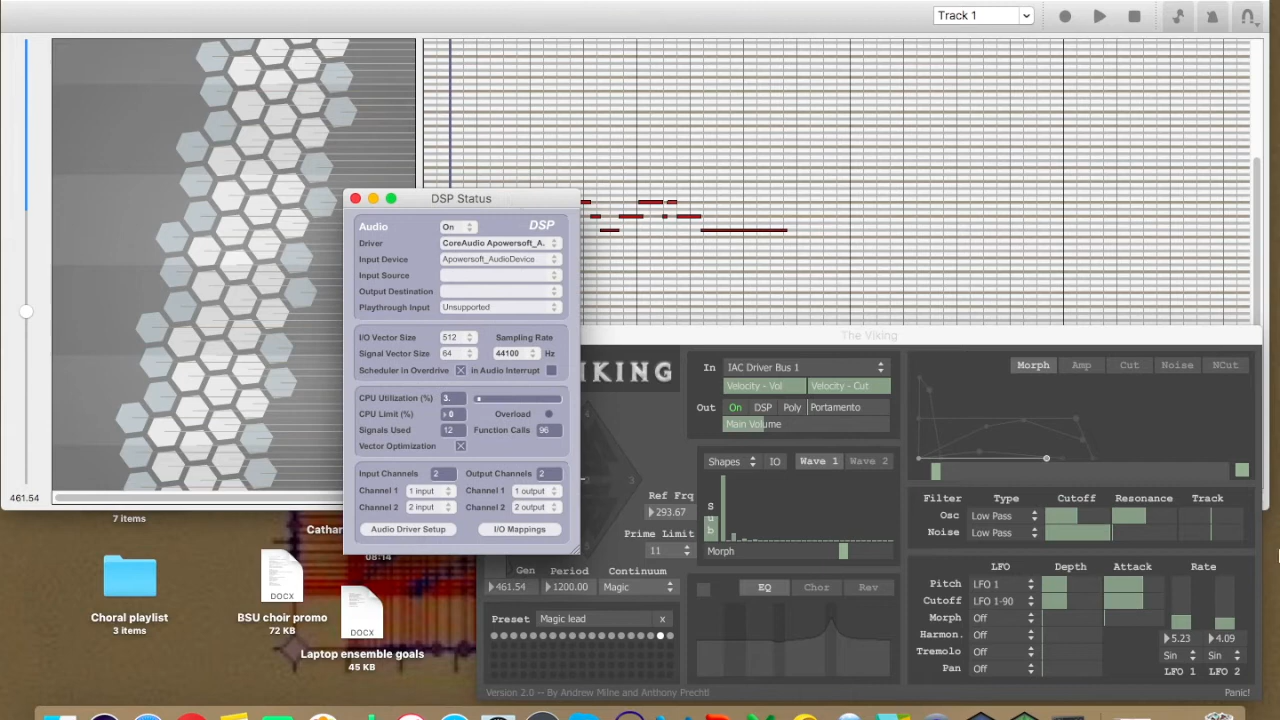 Track 1
DSP Status
Audio On DSP
Driver CoreAudio Apowersoft_A.
Input Device Apowersoft_AudioDevice
Input Source
Output Destination
Playthrough Input Unsupported
I/O Vector Size 512 Sampling Rate
Signal Vector Size 64 44100 Hz
Scheduler in Overdrive in Audio Interrupt
CPU Utilization (%) 3.
CPU Limit (%) 0 Overload
Signals Used 12 Function Calls 96
Vector Optimization
Input Channels 2 Output Channels 2
Channel 1 1 input Channel 1 1 output
Channel 2 2 input Channel 2 2 output
Audio Driver Setup I/O Mappings
461.54
7 items
Cathar
08:14
Choral playlist
3 items
DOCX
BSU choir promo
72 KB
DOCX
Laptop ensemble goals
45 KB
The Viking
IKING
In IAC Driver Bus 1
Velocity - Vol Velocity - Cut
Out On DSP Poly Portamento
Main Volume
3
Ref Frq
293.67
Prime Limit
11
Gen Period Continuum
461.54 1200.00 Magic
Preset Magic lead x
Shapes IO Wave 1 Wave 2
Sub
Morph
EQ Chor Rev
Morph Amp Cut Noise NCut
Filter Type Cutoff Resonance Track
Osc Low Pass
Noise Low Pass
LFO Depth Attack Rate
Pitch LFO 1
Cutoff LFO 1-90
Morph Off
Harmon. Off 5.23 4.09
Tremolo Off Sin Sin
Pan Off LFO 1 LFO 2
Version 2.0 -- By Andrew Milne and Anthony Prechtl
Panic!